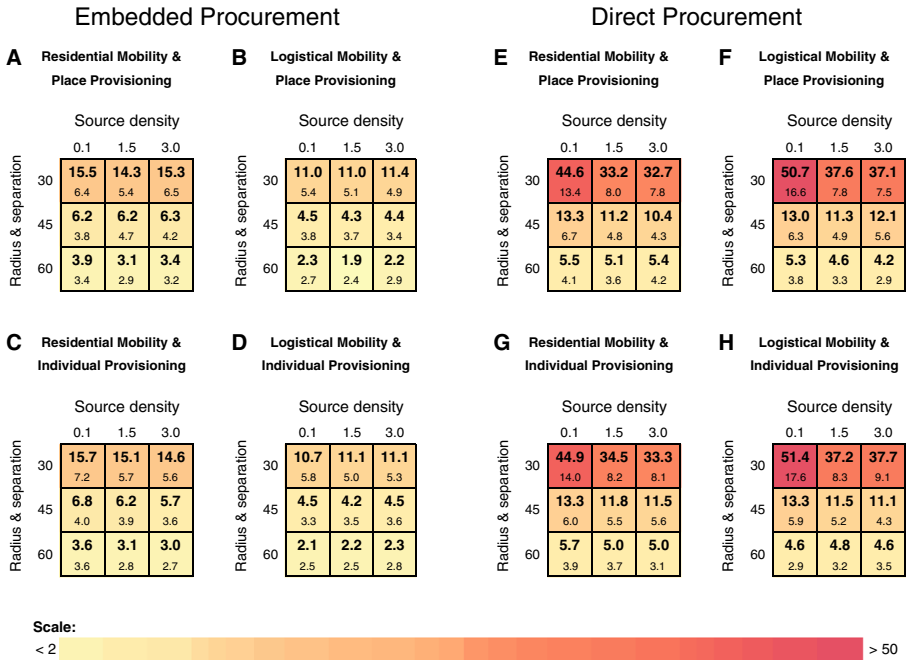 Embedded Procurement
Direct Procurement
A Residential Mobility &
Place Provisioning
Source density
0.1 1.5 3.0
Radius & separation
30 15.5 14.3 15.3
6.4 5.4 6.5
45 6.2 6.2 6.3
3.8 4.7 4.2
60 3.9 3.1 3.4
3.4 2.9 3.2
B Logistical Mobility &
Place Provisioning
Source density
0.1 1.5 3.0
Radius & separation
30 11.0 11.0 11.4
5.4 5.1 4.9
45 4.5 4.3 4.4
3.8 3.7 3.4
60 2.3 1.9 2.2
2.7 2.4 2.9
E Residential Mobility &
Place Provisioning
Source density
0.1 1.5 3.0
Radius & separation
30 44.6 33.2 32.7
13.4 8.0 7.8
45 13.3 11.2 10.4
6.7 4.8 4.3
60 5.5 5.1 5.4
4.1 3.6 4.2
F Logistical Mobility &
Place Provisioning
Source density
0.1 1.5 3.0
Radius & separation
30 50.7 37.6 37.1
16.6 7.8 7.5
45 13.0 11.3 12.1
6.3 4.9 5.6
60 5.3 4.6 4.2
3.8 3.3 2.9
C Residential Mobility &
Individual Provisioning
Source density
0.1 1.5 3.0
Radius & separation
30 15.7 15.1 14.6
7.2 5.7 5.6
45 6.8 6.2 5.7
4.0 3.9 3.6
60 3.6 3.1 3.0
3.6 2.8 2.7
D Logistical Mobility &
Individual Provisioning
Source density
0.1 1.5 3.0
Radius & separation
30 10.7 11.1 11.1
5.8 5.0 5.3
45 4.5 4.2 4.5
3.3 3.5 3.6
60 2.1 2.2 2.3
2.5 2.5 2.8
G Residential Mobility &
Individual Provisioning
Source density
0.1 1.5 3.0
Radius & separation
30 44.9 34.5 33.3
14.0 8.2 8.1
45 13.3 11.8 11.5
6.0 5.5 5.6
60 5.7 5.0 5.0
3.9 3.7 3.1
H Logistical Mobility &
Individual Provisioning
Source density
0.1 1.5 3.0
Radius & separation
30 51.4 37.2 37.7
17.6 8.3 9.1
45 13.3 11.5 11.1
5.9 5.2 4.3
60 4.6 4.8 4.6
2.9 3.2 3.5
Scale:
< 2 > 50